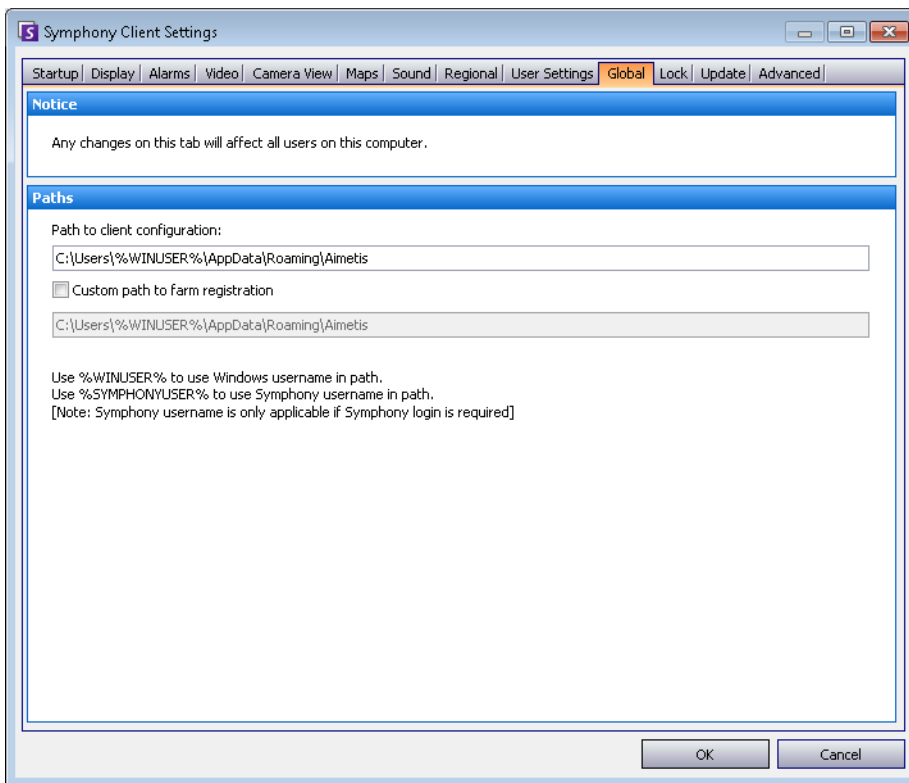 S Symphony Client Settings
Startup Display Alarms Video Camera View Maps Sound Regional User Settings Global Lock Update Advanced
Notice
Any changes on this tab will affect all users on this computer.
Paths
Path to client configuration:
C:\Users\%WINUSER%\AppData\Roaming\Aimetis
Custom path to farm registration
C:\Users\%WINUSER%\AppData\Roaming\Aimetis
Use %WINUSER% to use Windows username in path.
Use %SYMPHONYUSER% to use Symphony username in path.
[Note: Symphony username is only applicable if Symphony login is required]
OK Cancel